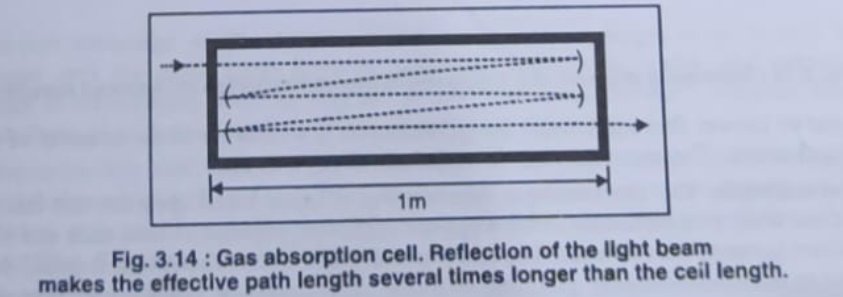 1m
Fig. 3.14 : Gas absorption cell. Reflection of the light beam
makes the effective path length several times longer than the ceil length.